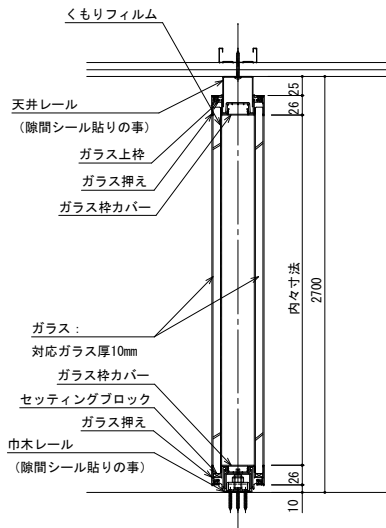 くもりフィルム
天井レール
（隙間シール貼りの事）
ガラス上枠
ガラス押え
ガラス枠カバー
ガラス：
対応ガラス厚10mm
ガラス枠カバー
セッティングブロック
ガラス押え
巾木レール
（隙間シール貼りの事）
25
26
内々寸法
2700
26
10